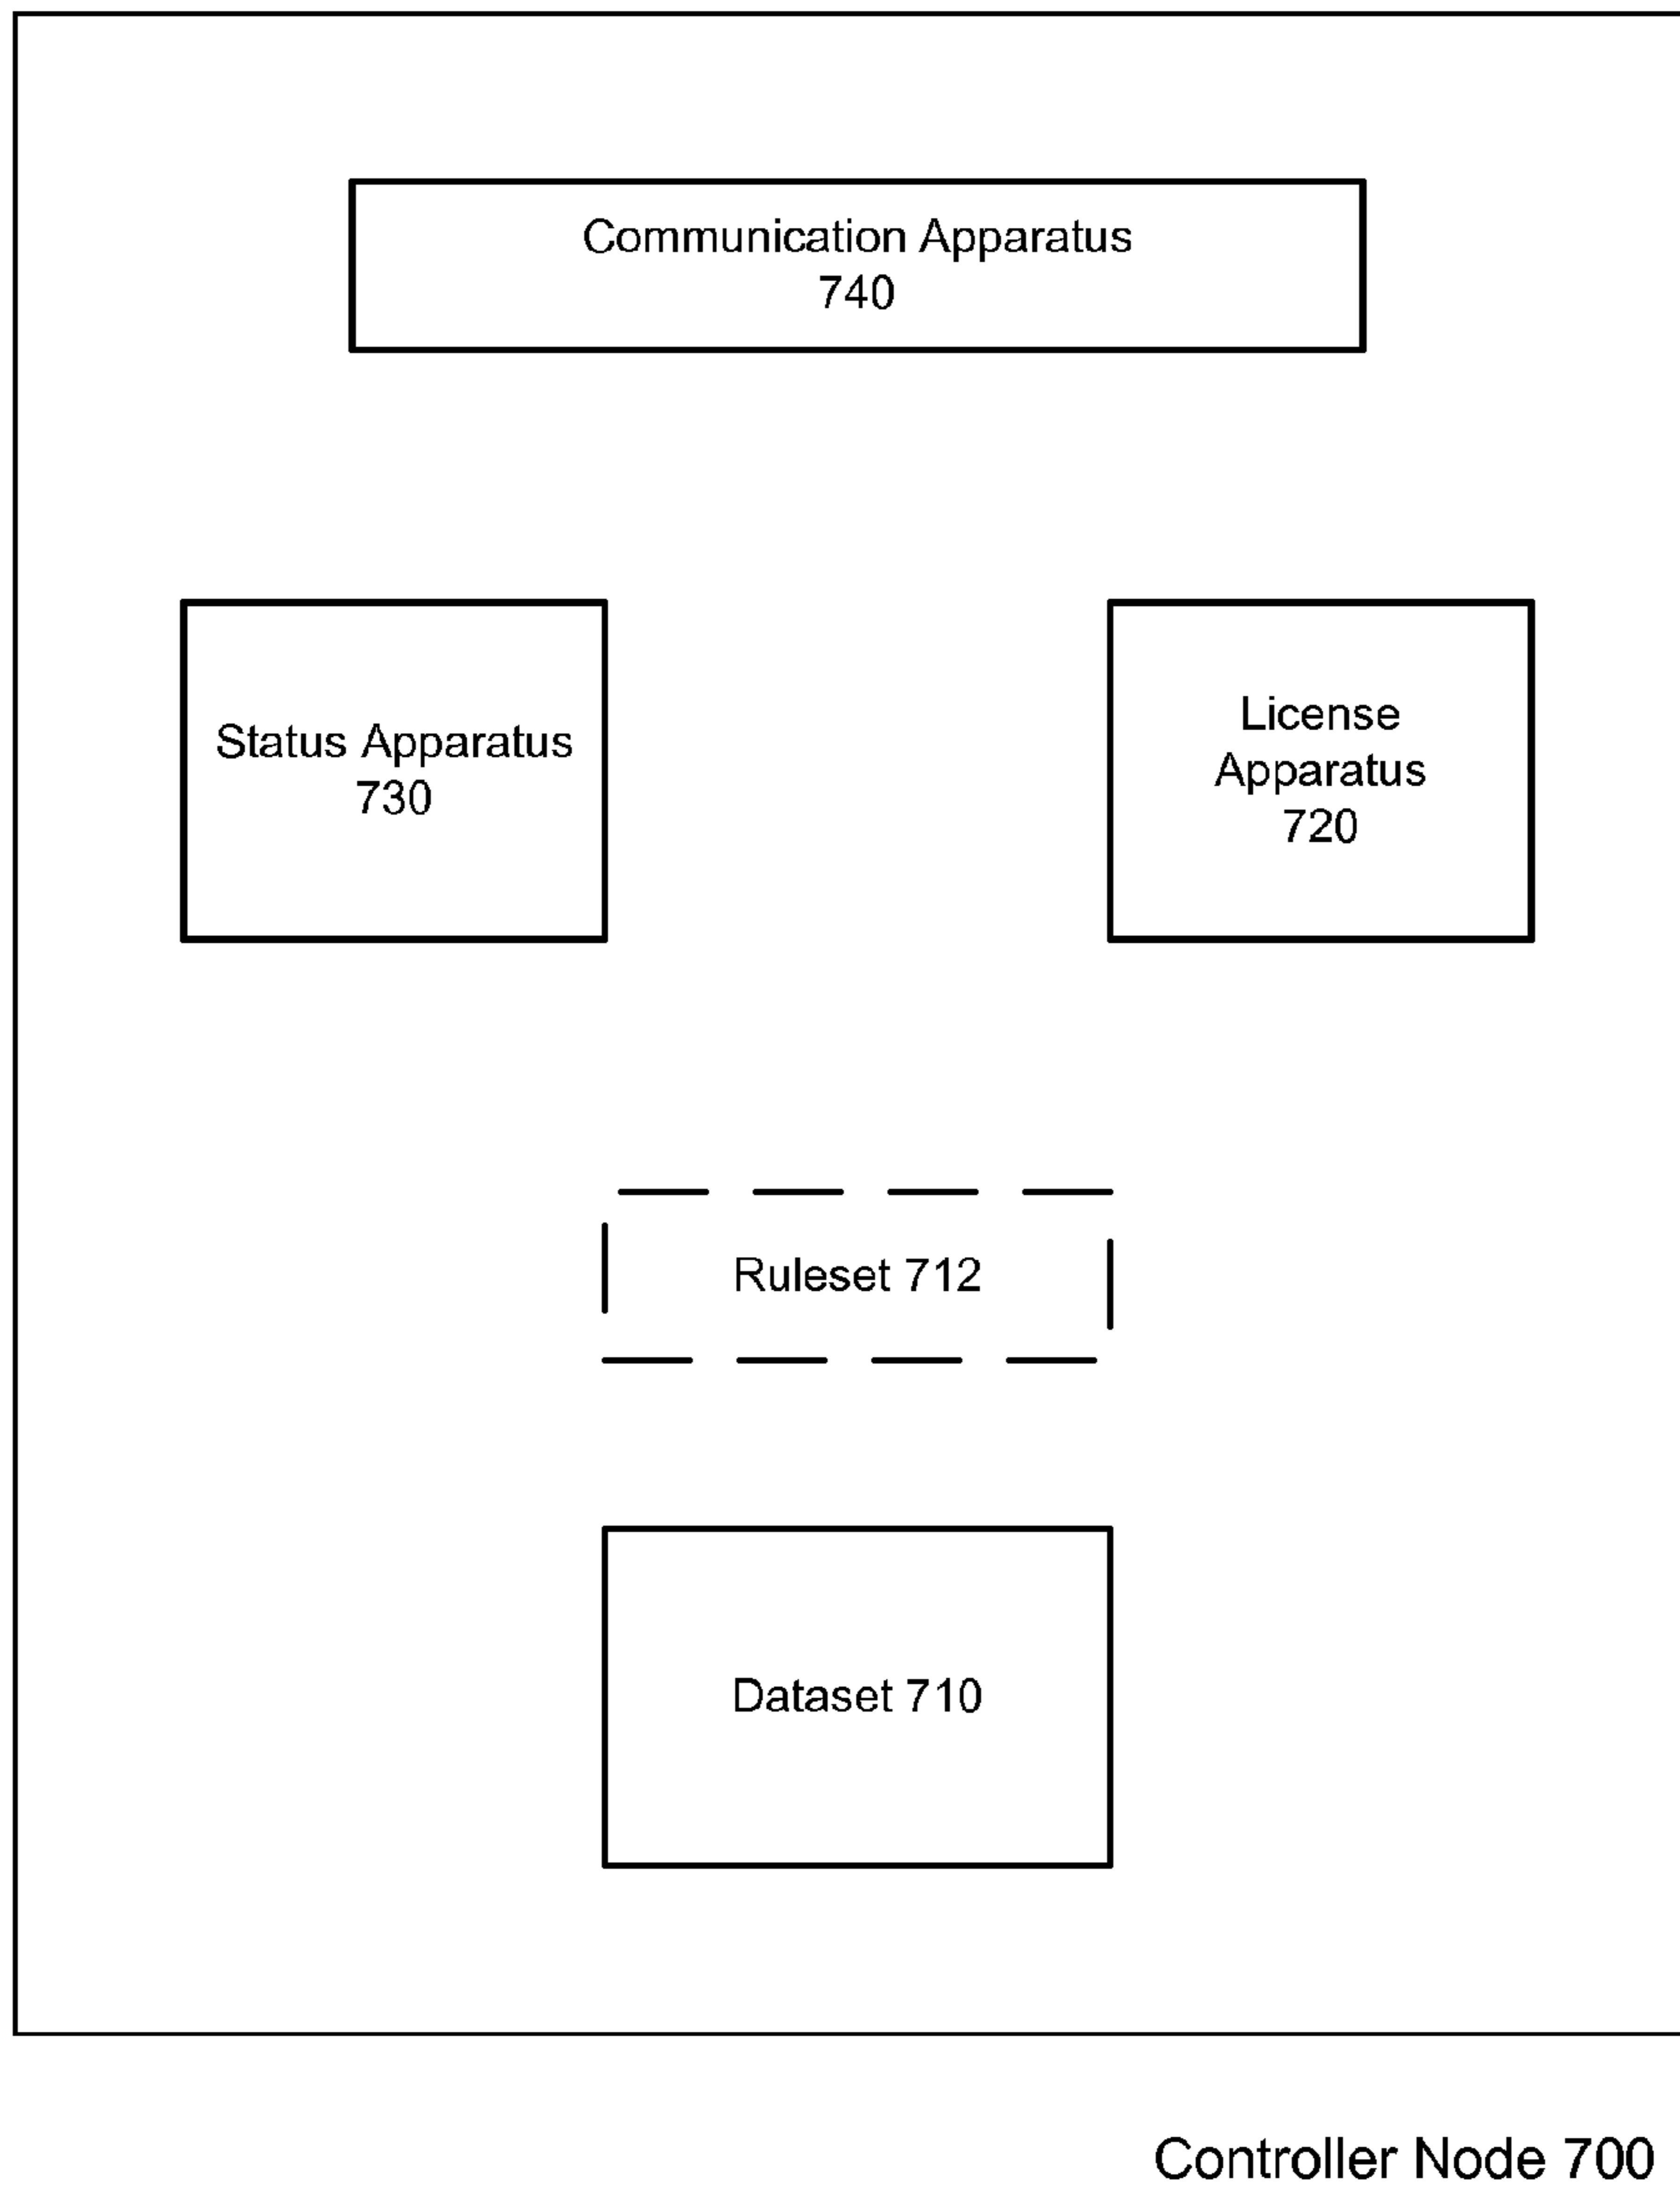 Communication Apparatus
740
Status Apparatus
730
License
Apparatus
720
Ruleset 712
Dataset 710
Controller Node 700